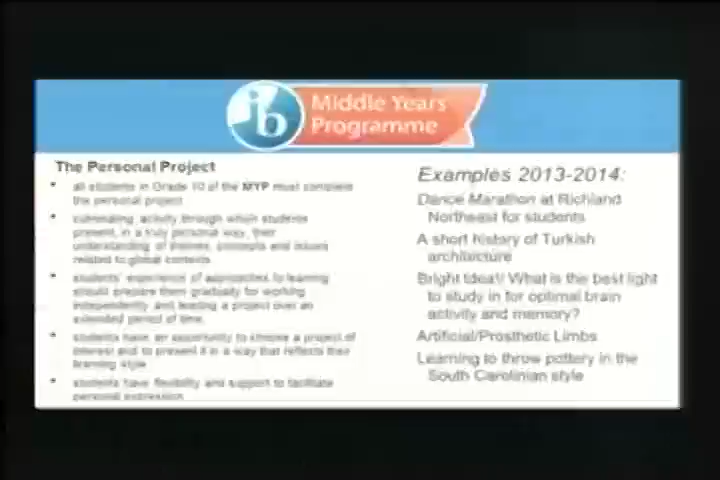 ib
Middle Years
Programme
The Personal Project
• all students in Grade 10 of the MYP must complete
the personal project
• culminating activity through which students
present, in a truly personal way, their
understanding of themes, concepts and issues
related to global contexts
• students' experience of approaches to learning
should prepare them gradually for working
independently and leading a project over an
extended period of time
• students have an opportunity to choose a project of
interest and to present it in a way that reflects their
learning style
• students have flexibility and support to facilitate
personal expression
Examples 2013-2014:
Dance Marathon at Richland
Northeast for students
A short history of Turkish
architecture
Bright Idea!/ What is the best light
to study in for optimal brain
activity and memory?
Artificial/Prosthetic Limbs
Learning to throw pottery in the
South Carolinian style